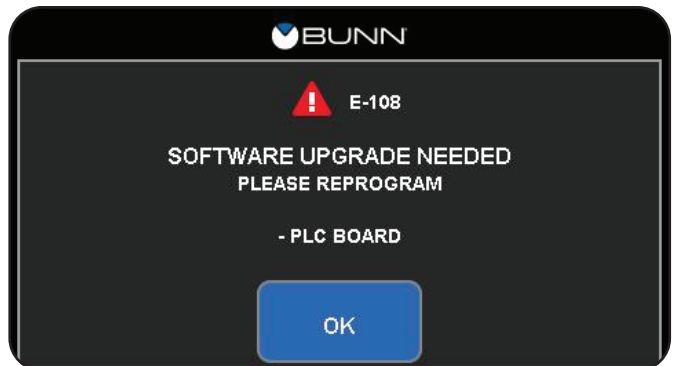 BUNN
E-108
SOFTWARE UPGRADE NEEDED
PLEASE REPROGRAM
- PLC BOARD
OK